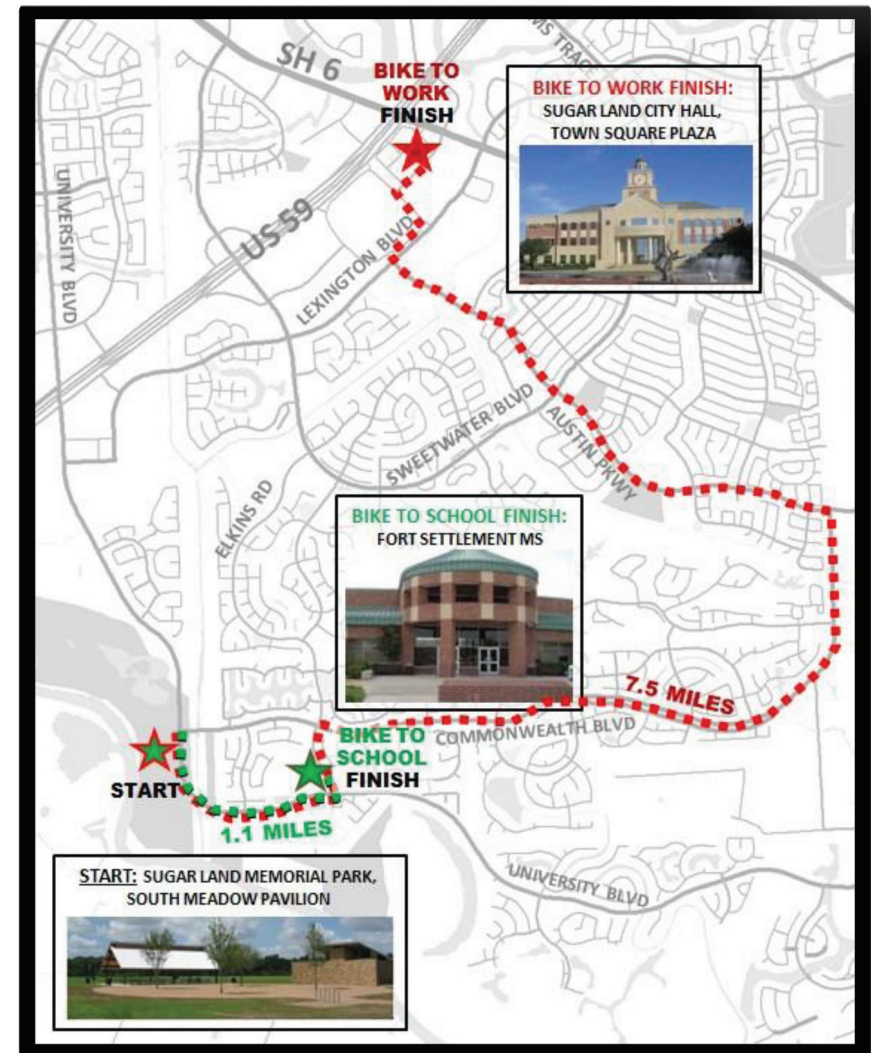 SH 6
MS TRACE
BIKE TO
WORK
FINISH
BIKE TO WORK FINISH:
SUGAR LAND CITY HALL,
TOWN SQUARE PLAZA
UNIVERSITY BLVD
US 59
LEXINGTON BLVD
SWEETWATER BLVD
AUSTIN PKWY
ELKINS RD
BIKE TO SCHOOL FINISH:
FORT SETTLEMENT MS
7.5 MILES
COMMONWEALTH BLVD
BIKE TO
SCHOOL
FINISH
START
1.1 MILES
UNIVERSITY BLVD
START: SUGAR LAND MEMORIAL PARK,
SOUTH MEADOW PAVILION